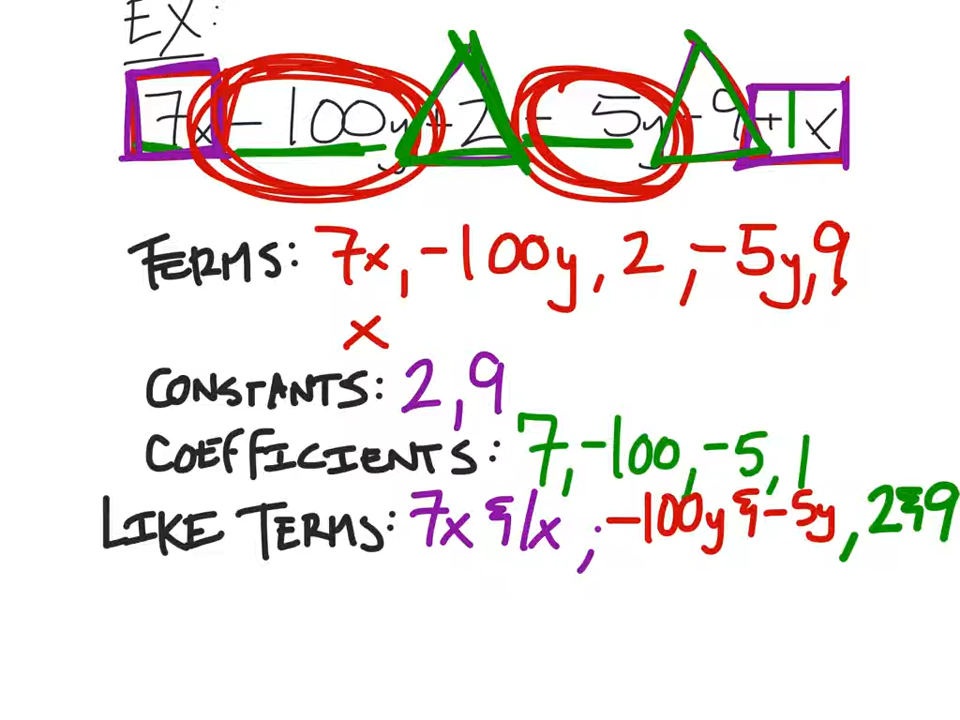 EX:
7x - 100y + 2 - 5y + 9 + 1x
TERMS: 7x, -100y, 2, -5y, 9,
x
CONSTANTS: 2, 9
COEFFICIENTS: 7, -100, -5, 1
LIKE TERMS: 7x & 1x ; -100y & -5y, 2 & 9